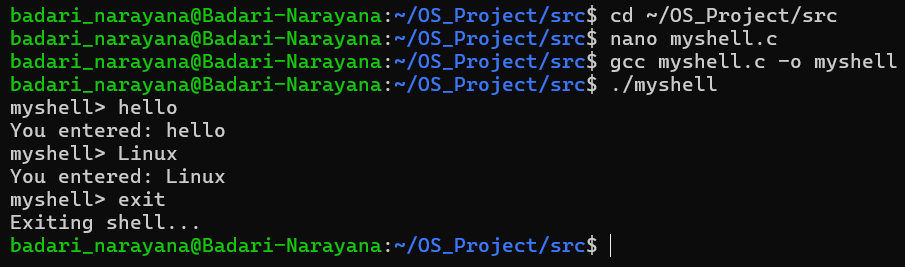 badari_narayana@Badari-Narayana:~/OS_Project/src$ cd ~/OS_Project/src
badari_narayana@Badari-Narayana:~/OS_Project/src$ nano myshell.c
badari_narayana@Badari-Narayana:~/OS_Project/src$ gcc myshell.c -o myshell
badari_narayana@Badari-Narayana:~/OS_Project/src$ ./myshell
myshell> hello
You entered: hello
myshell> Linux
You entered: Linux
myshell> exit
Exiting shell...
badari_narayana@Badari-Narayana:~/OS_Project/src$